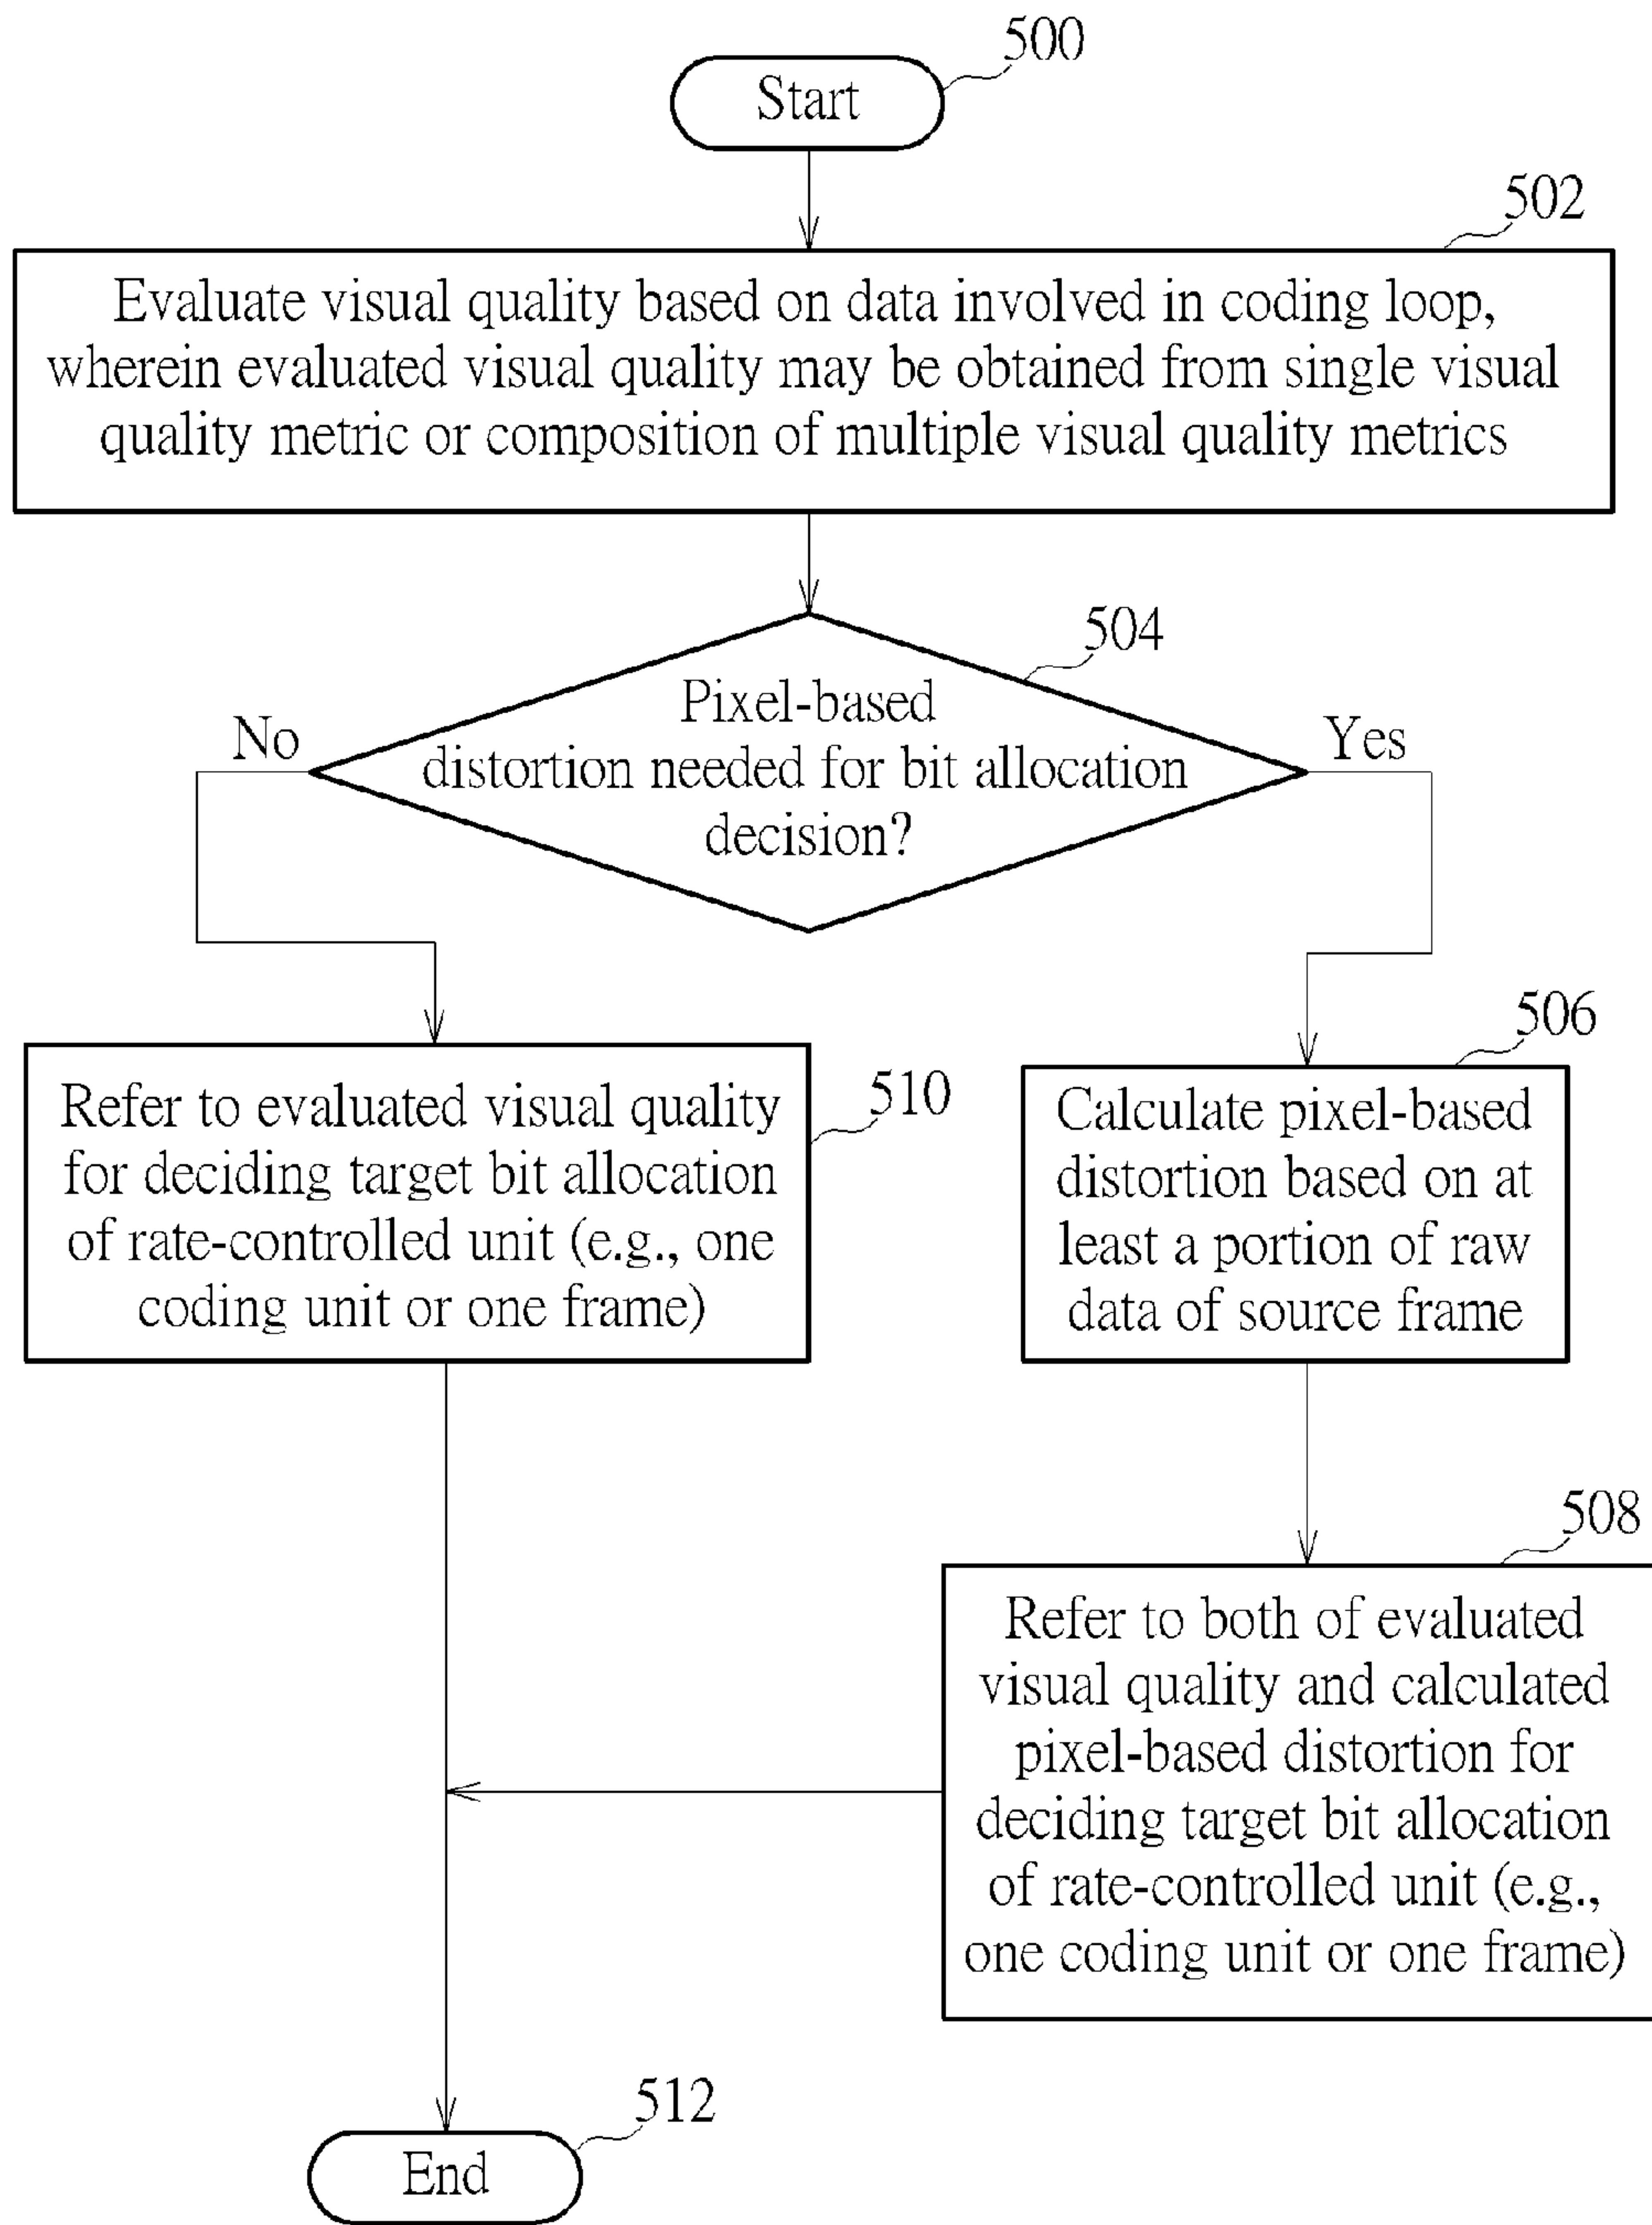 500
Start
502
Evaluate visual quality based on data involved in coding loop,
wherein evaluated visual quality may be obtained from single visual
quality metric or composition of multiple visual quality metrics
504
Pixel-based
distortion needed for bit allocation
decision?
No
Yes
510
Refer to evaluated visual quality
for deciding target bit allocation
of rate-controlled unit (e.g., one
coding unit or one frame)
506
Calculate pixel-based
distortion based on at
least a portion of raw
data of source frame
508
Refer to both of evaluated
visual quality and calculated
pixel-based distortion for
deciding target bit allocation
of rate-controlled unit (e.g.,
one coding unit or one frame)
512
End